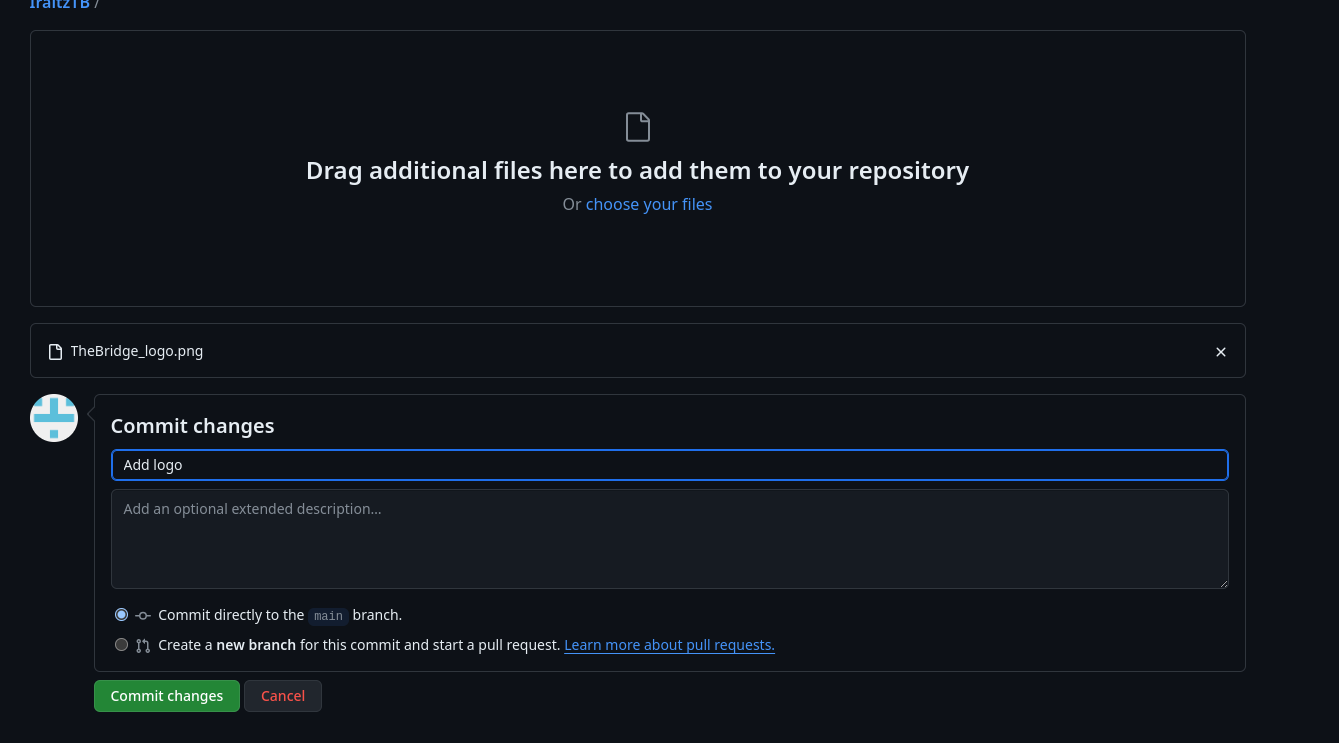 IraitzTB /
Drag additional files here to add them to your repository
Or choose your files
TheBridge_logo.png
Commit changes
Add logo
Add an optional extended description...
Commit directly to the main branch.
Create a new branch for this commit and start a pull request. Learn more about pull requests.
Commit changes Cancel